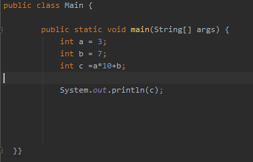 public class Main {
public static void main(String[] args) {
int a = 3;
int b = 7;
int c =a*10+b;
System.out.println(c);
}}